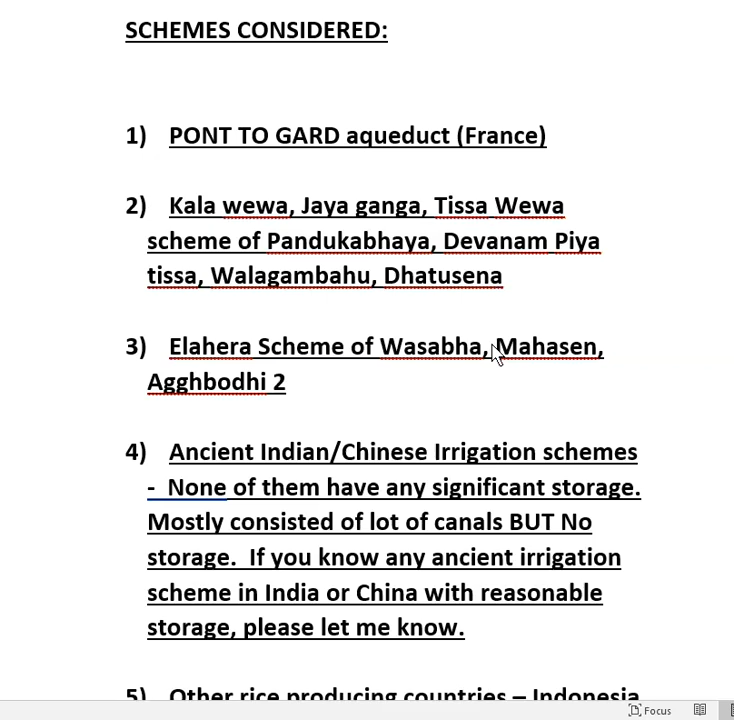 SCHEMES CONSIDERED:
1) PONT TO GARD aqueduct (France)
2) Kala wewa, Jaya ganga, Tissa Wewa
scheme of Pandukabhaya, Devanam Piya
tissa, Walagambahu, Dhatusena
3) Elahera Scheme of Wasabha, Mahasen,
Agghbodhi 2
4) Ancient Indian/Chinese Irrigation schemes
- None of them have any significant storage.
Mostly consisted of lot of canals BUT No
storage. If you know any ancient irrigation
scheme in India or China with reasonable
storage, please let me know.
5) Other rice producing countries – Indonesia
Focus